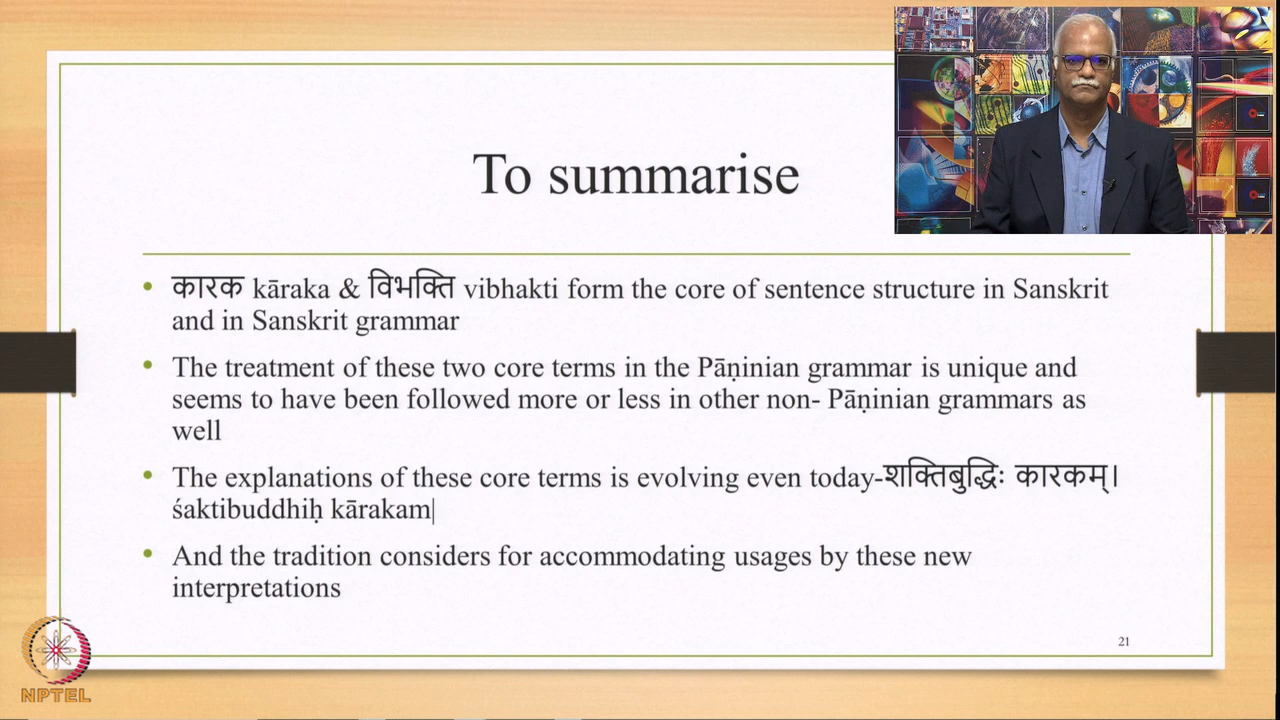 To summarise
कारक kāraka & विभक्ति vibhakti form the core of sentence structure in Sanskrit
and in Sanskrit grammar
The treatment of these two core terms in the Pāṇinian grammar is unique and
seems to have been followed more or less in other non- Pāṇinian grammars as
well
The explanations of these core terms is evolving even today-शक्तिबुद्धिः कारकम्।
śaktibuddhiḥ kārakam
And the tradition considers for accommodating usages by these new
interpretations
21
NPTEL